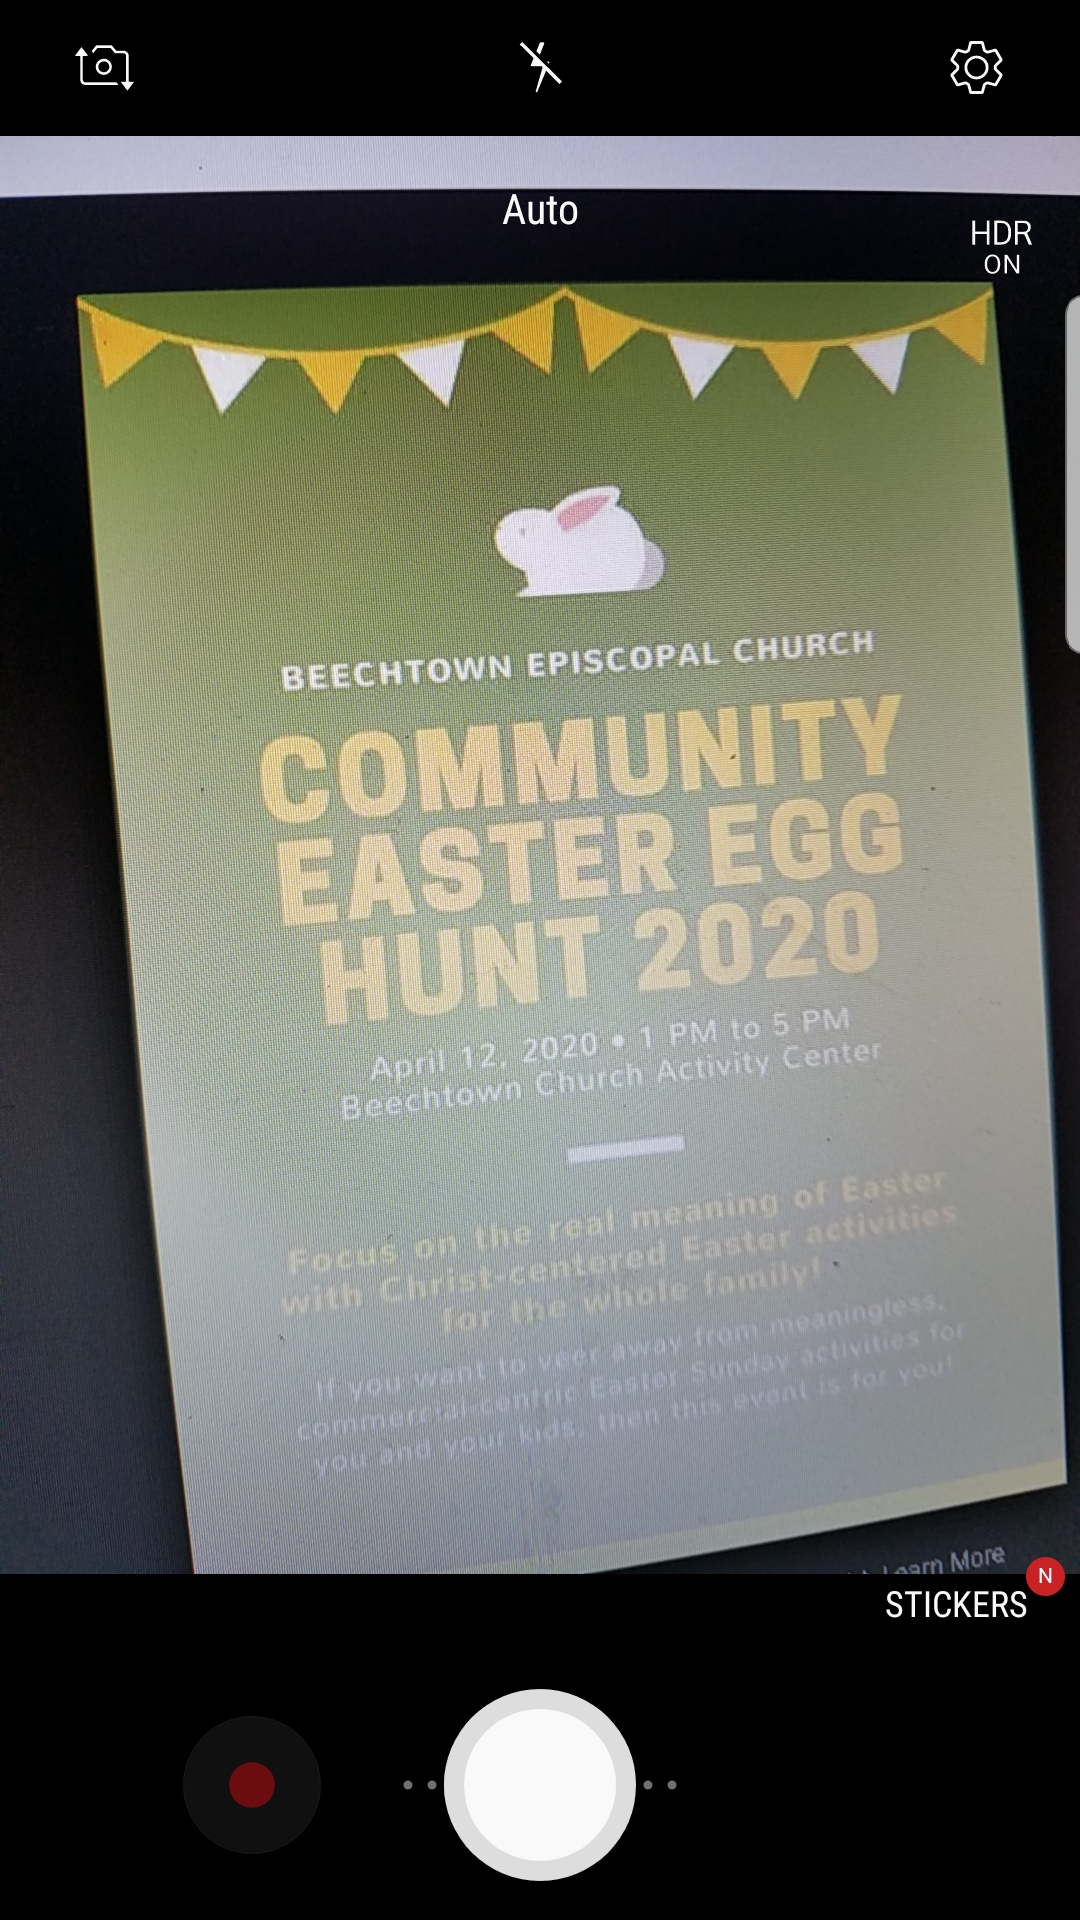 Auto
HDR
ON
BEECHTOWN EPISCOPAL CHURCH
COMMUNITY
EASTER EGG
HUNT 2020
April 12, 2020 • 1 PM to 5 PM
Beechtown Church Activity Center
Focus on the real meaning of Easter
with Christ-centered Easter activities
for the whole family!
If you want to veer away from meaningless,
commercial-centric Easter Sunday activities for
you and your kids, then this event is for you!
Learn More
N
STICKERS